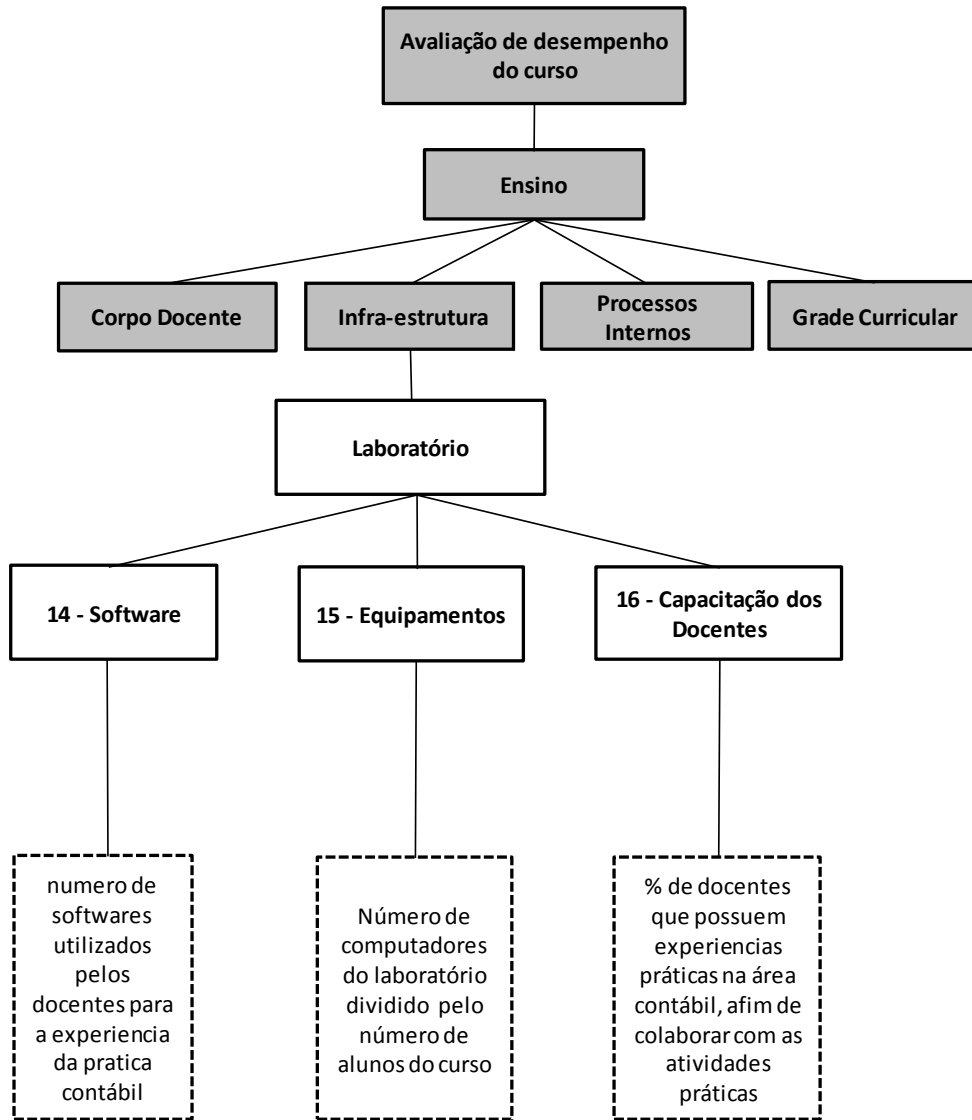 Avaliação de desempenho
do curso
Ensino
Corpo Docente
Infra-estrutura
Processos
Internos
Grade Curricular
Laboratório
14 - Software
15 - Equipamentos
16 - Capacitação dos
Docentes
numero de
softwares
utilizados
pelos
docentes para
a experiencia
da pratica
contábil
Número de
computadores
do laboratório
dividido pelo
número de
alunos do curso
% de docentes
que possuem
experiencias
práticas na área
contábil, afim de
colaborar com as
atividades
práticas